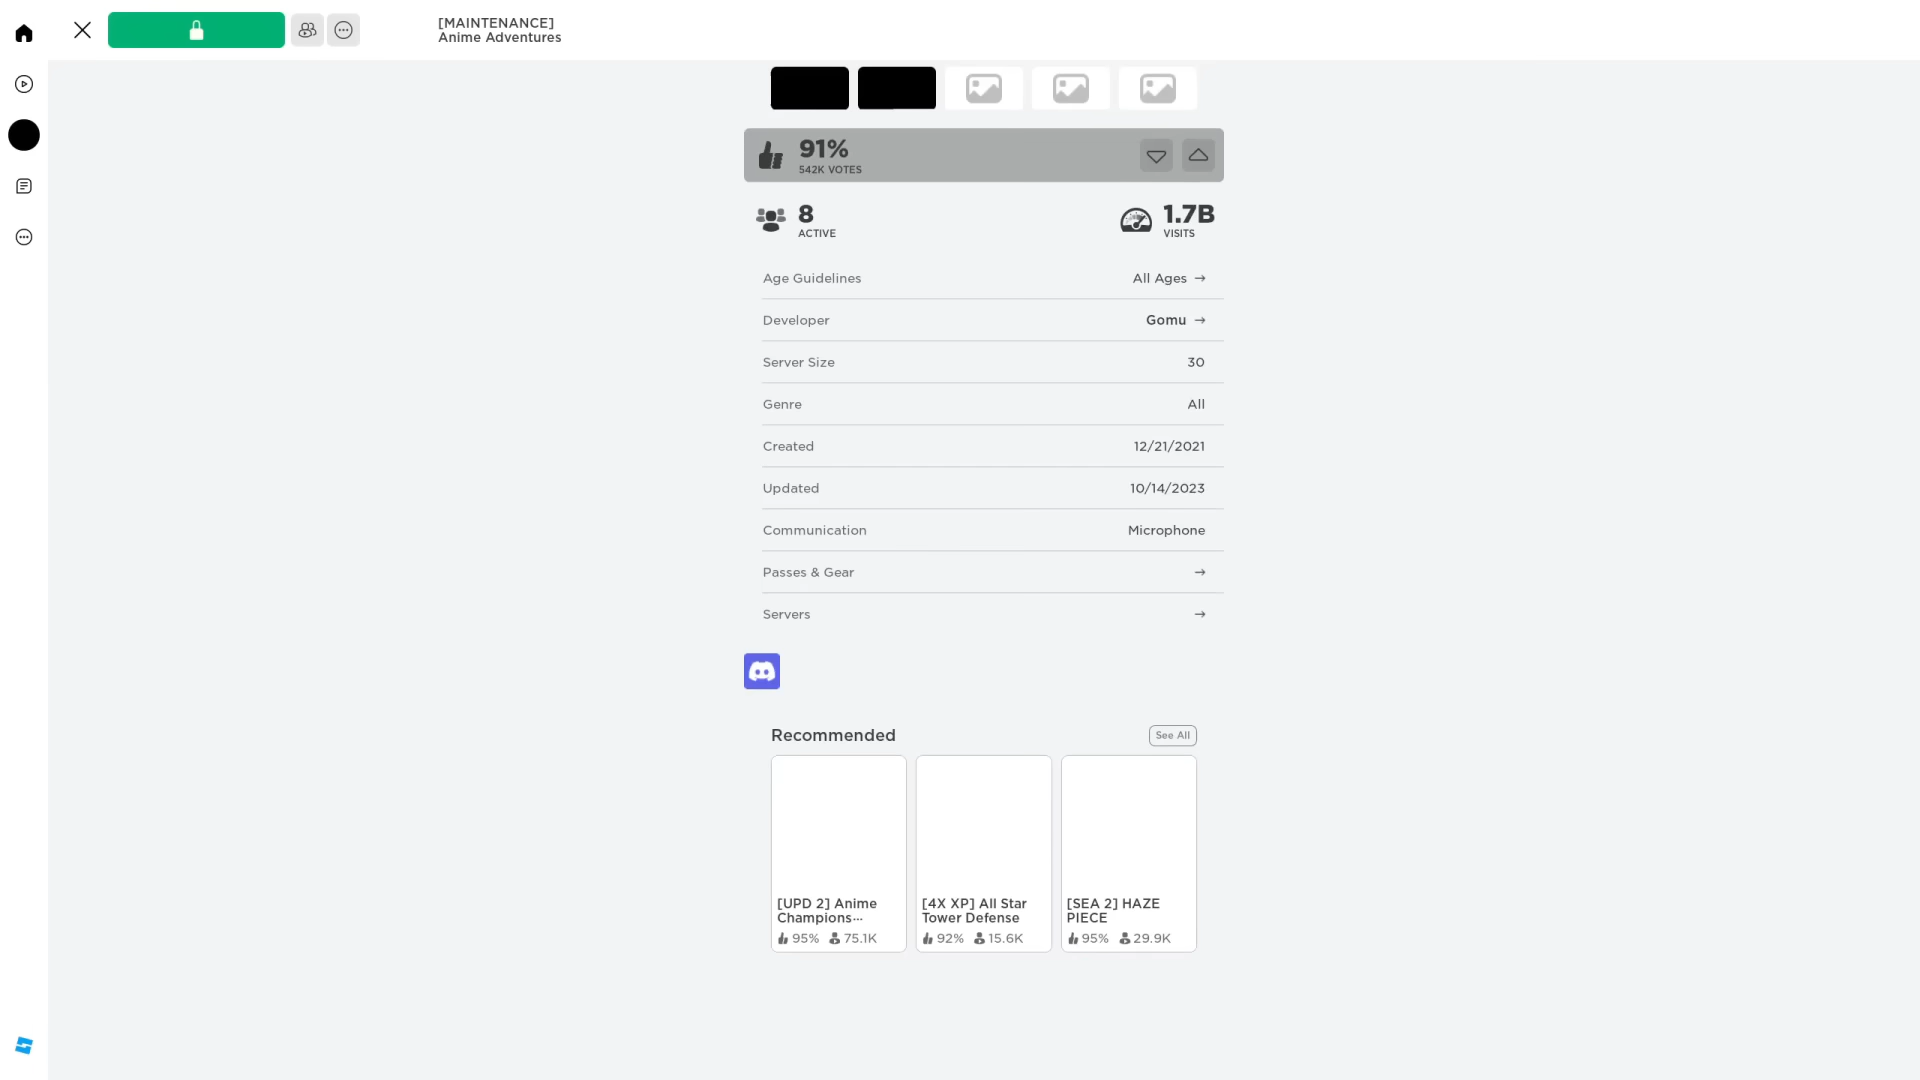 [MAINTENANCE]
Anime Adventures
91%
542K VOTES
8
ACTIVE
1.7B
VISITS
Age Guidelines All Ages →
Developer Gomu →
Server Size 30
Genre All
Created 12/21/2021
Updated 10/14/2023
Communication Microphone
Passes & Gear →
Servers →
Recommended See All
[UPD 2] Anime
Champions...
95% 75.1K
[4X XP] All Star
Tower Defense
92% 15.6K
[SEA 2] HAZE
PIECE
95% 29.9K